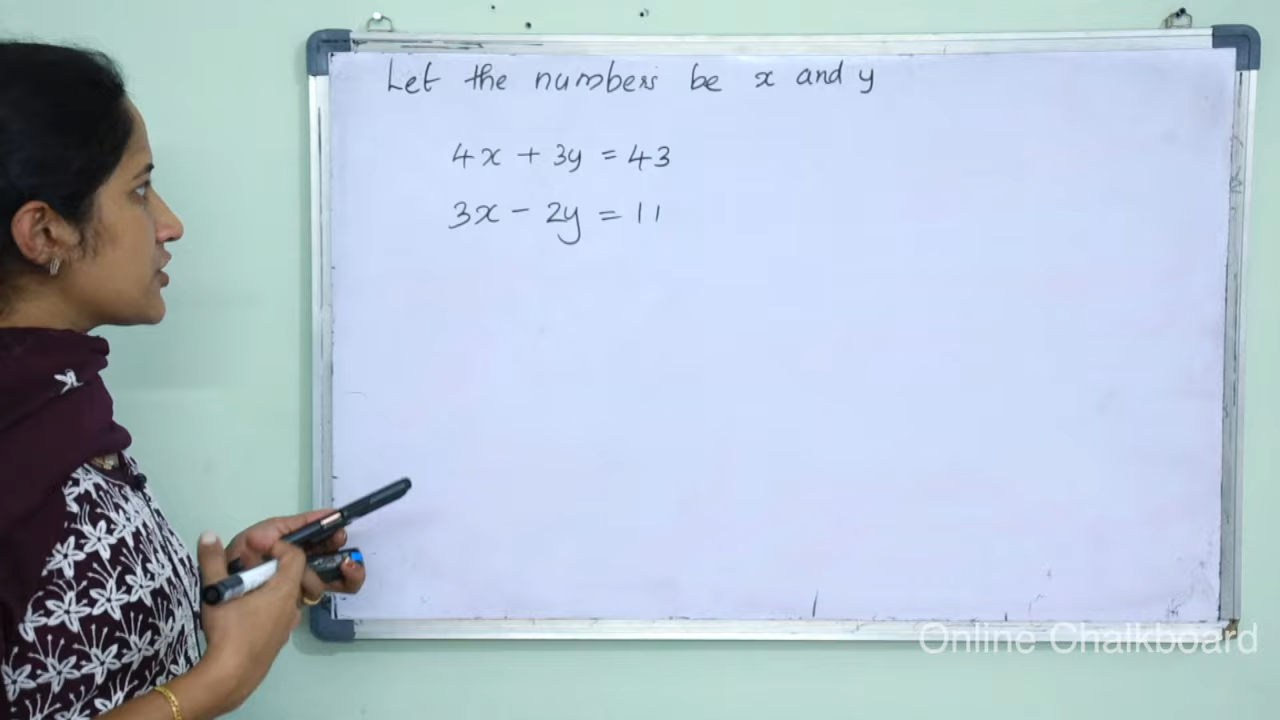 Let the numbers be x and y
4x + 3y = 43
3x - 2y = 11
Online Chalkboard